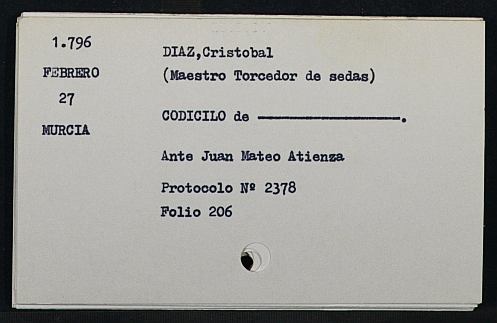 1.796
FEBRERO
27
MURCIA
DIAZ,Cristobal
(Maestro Torcedor de sedas)
CODICILO de ——————————.
Ante Juan Mateo Atienza
Protocolo Nº 2378
Folio 206